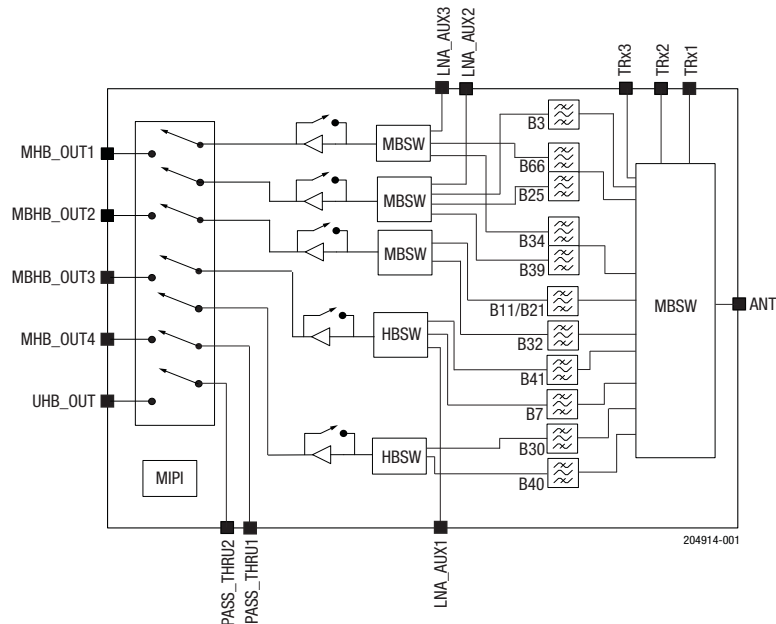 LNA_AUX3
LNA_AUX2
TRx3
TRx2
TRx1
MHB_OUT1
MBHB_OUT2
MBHB_OUT3
MHB_OUT4
UHB_OUT
MBSW
MBSW
MBSW
HBSW
HBSW
B3
B66
B25
B34
B39
B11/B21
B32
B41
B7
B30
B40
MBSW
ANT
MIPI
PASS_THRU2
PASS_THRU1
LNA_AUX1
204914-001